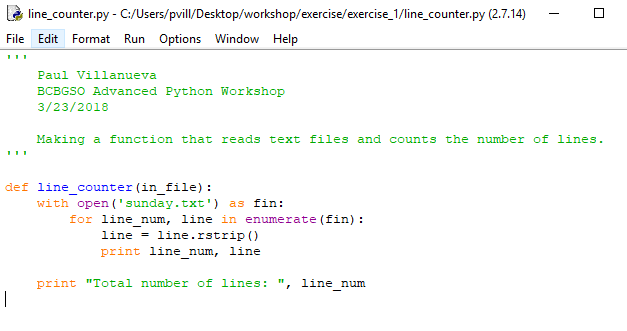 line_counter.py - C:/Users/pvill/Desktop/workshop/exercise/exercise_1/line_counter.py (2.7.14)
File Edit Format Run Options Window Help
'''
    Paul Villanueva
    BCBGSO Advanced Python Workshop
    3/23/2018

    Making a function that reads text files and counts the number of lines.
'''

def line_counter(in_file):
    with open('sunday.txt') as fin:
        for line_num, line in enumerate(fin):
            line = line.rstrip()
            print line_num, line

    print "Total number of lines: ", line_num